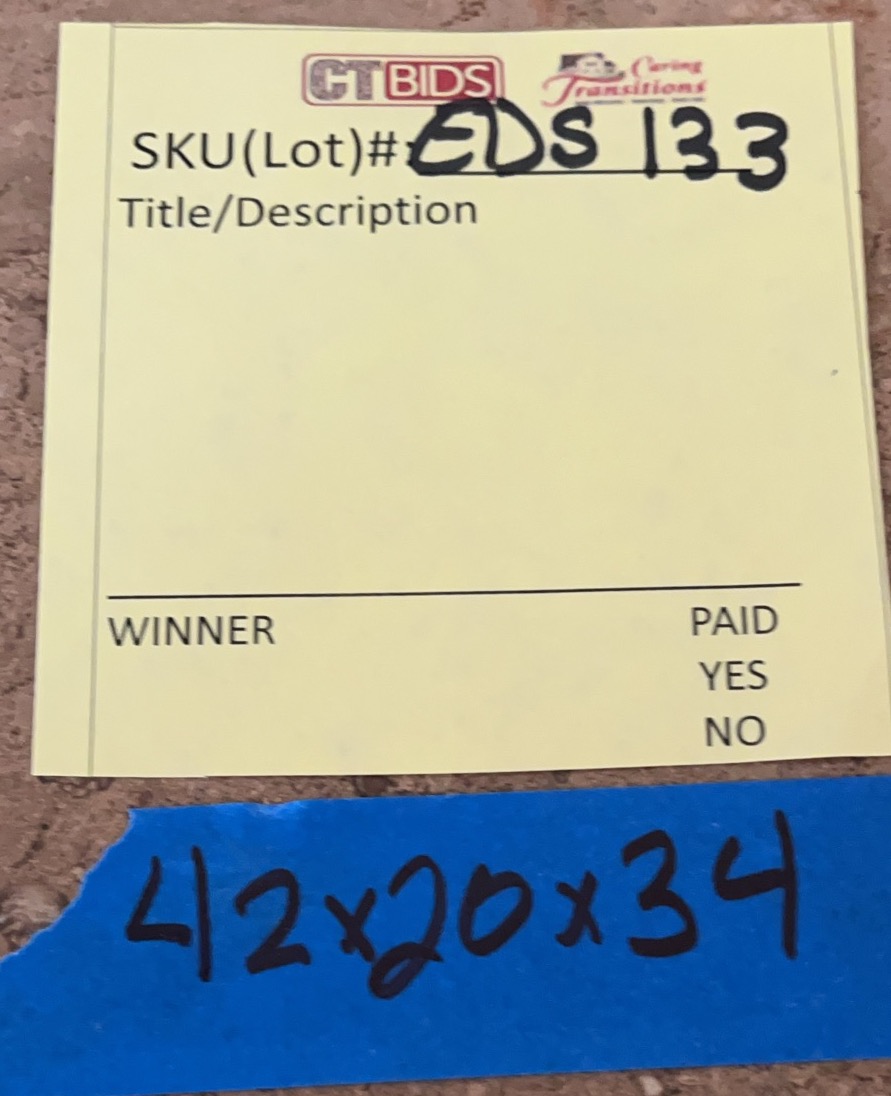 CTBIDS Caring Transitions
SKU(Lot)#: EDS 133
Title/Description
WINNER PAID
YES
NO
42x20x34